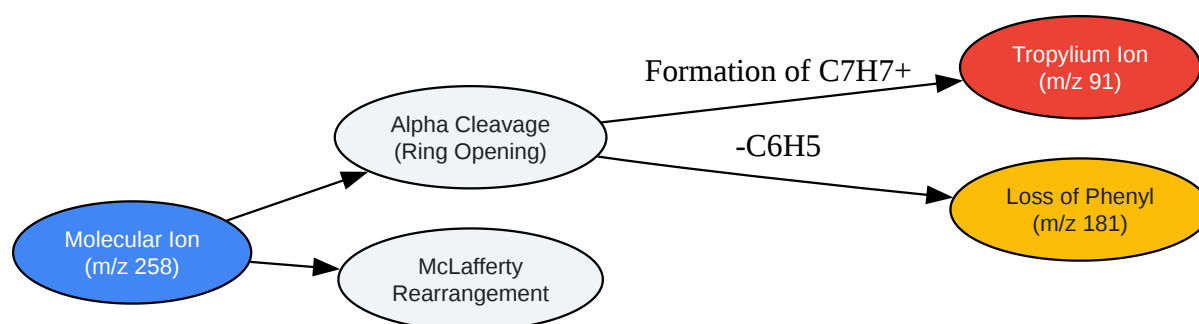 Formation of C7H7+
Tropylium Ion
(m/z 91)
Alpha Cleavage
(Ring Opening)
-C6H5
Loss of Phenyl
(m/z 181)
Molecular Ion
(m/z 258)
McLafferty
Rearrangement